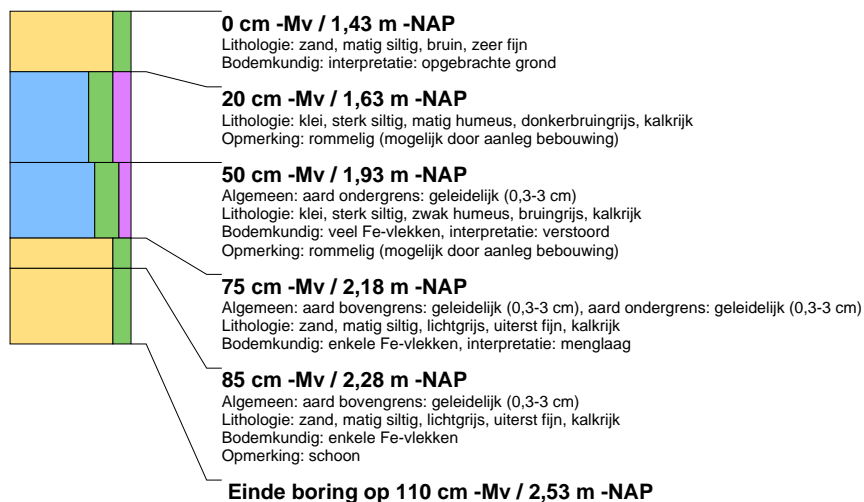 0 cm -Mv / 1,43 m -NAP
Lithologie: zand, matig siltig, bruin, zeer fijn
Bodemkundig: interpretatie: opgebrachte grond
20 cm -Mv / 1,63 m -NAP
Lithologie: klei, sterk siltig, matig humeus, donkerbruingrijs, kalkrijk
Opmerking: rommelig (mogelijk door aanleg bebouwing)
50 cm -Mv / 1,93 m -NAP
Algemeen: aard ondergrens: geleidelijk (0,3-3 cm)
Lithologie: klei, sterk siltig, zwak humeus, bruingrijs, kalkrijk
Bodemkundig: veel Fe-vlekken, interpretatie: verstoord
Opmerking: rommelig (mogelijk door aanleg bebouwing)
75 cm -Mv / 2,18 m -NAP
Algemeen: aard bovengrens: geleidelijk (0,3-3 cm), aard ondergrens: geleidelijk (0,3-3 cm)
Lithologie: zand, matig siltig, lichtgrijs, uiterst fijn, kalkrijk
Bodemkundig: enkele Fe-vlekken, interpretatie: menglaag
85 cm -Mv / 2,28 m -NAP
Algemeen: aard bovengrens: geleidelijk (0,3-3 cm)
Lithologie: zand, matig siltig, lichtgrijs, uiterst fijn, kalkrijk
Bodemkundig: enkele Fe-vlekken
Opmerking: schoon
Einde boring op 110 cm -Mv / 2,53 m -NAP